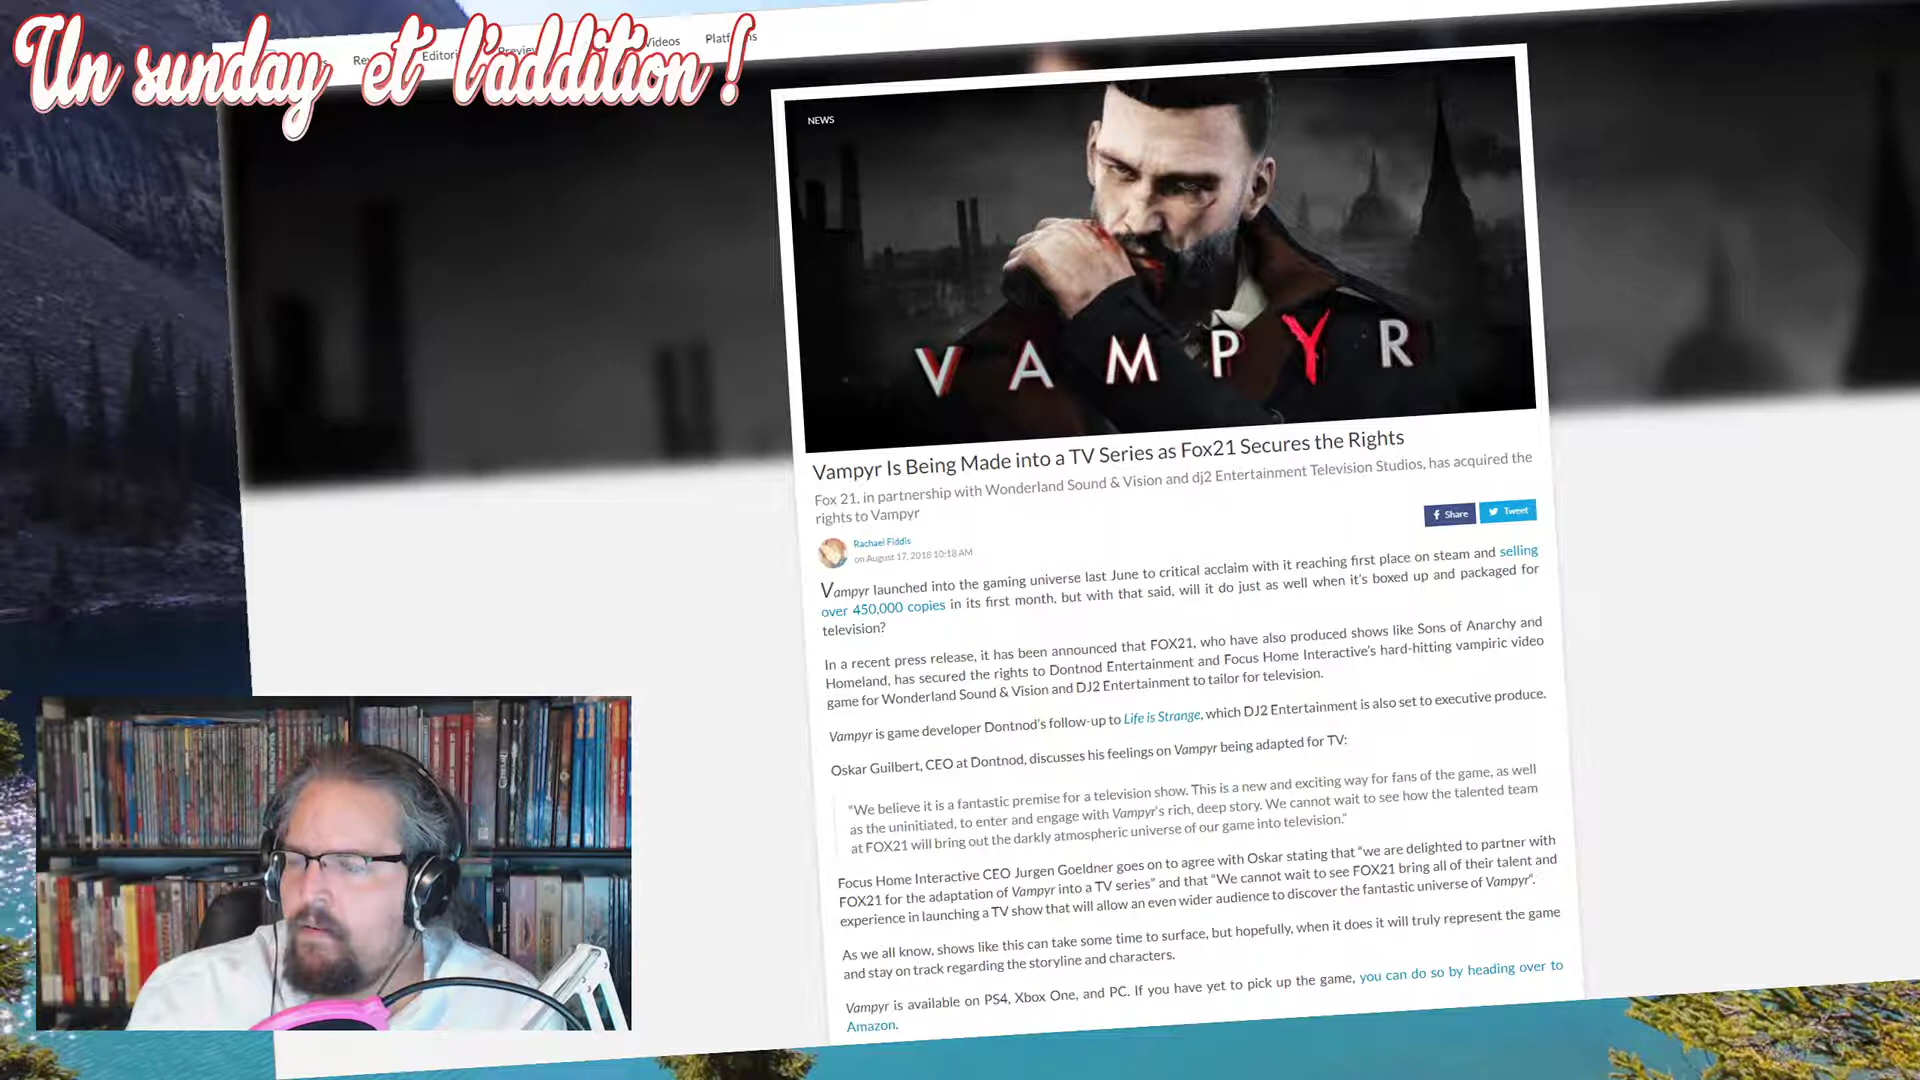 Un sunday et l'addition !
Videos
NEWS
VAMPYR
Vampyr Is Being Made into a TV Series as Fox21 Secures the Rights
Fox 21, in partnership with Wonderland Sound & Vision and dj2 Entertainment Television Studios, has acquired the
rights to Vampyr
Share
Tweet
Rachael Fiddis
on August 17, 2018 10:18 AM
Vampyr launched into the gaming universe last June to critical acclaim with it reaching first place on steam and selling
over 450,000 copies in its first month, but with that said, will it do just as well when it's boxed up and packaged for
television?
In a recent press release, it has been announced that FOX21, who have also produced shows like Sons of Anarchy and
Homeland, has secured the rights to Dontnod Entertainment and Focus Home Interactive's hard-hitting vampiric video
game for Wonderland Sound & Vision and DJ2 Entertainment to tailor for television.
Vampyr is game developer Dontnod's follow-up to Life is Strange, which DJ2 Entertainment is also set to executive produce.
Oskar Guilbert, CEO at Dontnod, discusses his feelings on Vampyr being adapted for TV:
"We believe it is a fantastic premise for a television show. This is a new and exciting way for fans of the game, as well
as the uninitiated, to enter and engage with Vampyr's rich, deep story. We cannot wait to see how the talented team
at FOX21 will bring out the darkly atmospheric universe of our game into television."
Focus Home Interactive CEO Jurgen Goeldner goes on to agree with Oskar stating that "we are delighted to partner with
FOX21 for the adaptation of Vampyr into a TV series" and that "We cannot wait to see FOX21 bring all of their talent and
experience in launching a TV show that will allow an even wider audience to discover the fantastic universe of Vampyr".
As we all know, shows like this can take some time to surface, but hopefully, when it does it will truly represent the game
and stay on track regarding the storyline and characters.
Vampyr is available on PS4, Xbox One, and PC. If you have yet to pick up the game, you can do so by heading over to
Amazon.